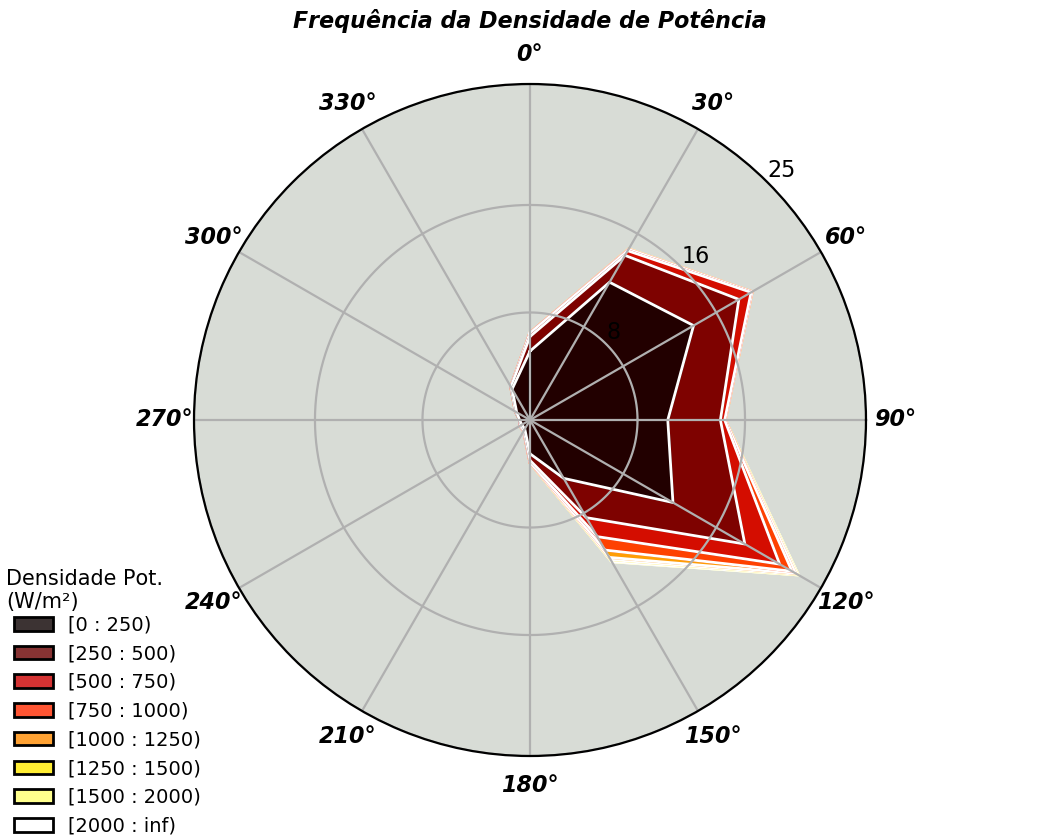 Frequência da Densidade de Potência
0°
330°
30°
25
300°
60°
16
8
270°
90°
240°
120°
210°
150°
180°
Densidade Pot.
(W/m²)
[0 : 250)
[250 : 500)
[500 : 750)
[750 : 1000)
[1000 : 1250)
[1250 : 1500)
[1500 : 2000)
[2000 : inf)